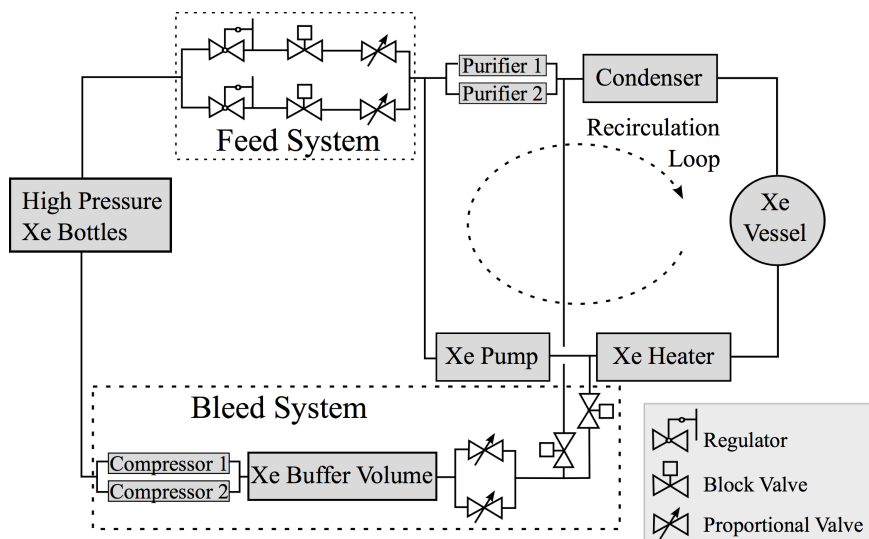 Feed System
Purifier 1
Purifier 2
Condenser
Recirculation
Loop
High Pressure
Xe Bottles
Xe
Vessel
Xe Pump
Xe Heater
Bleed System
Compressor 1
Compressor 2
Xe Buffer Volume
Regulator
Block Valve
Proportional Valve